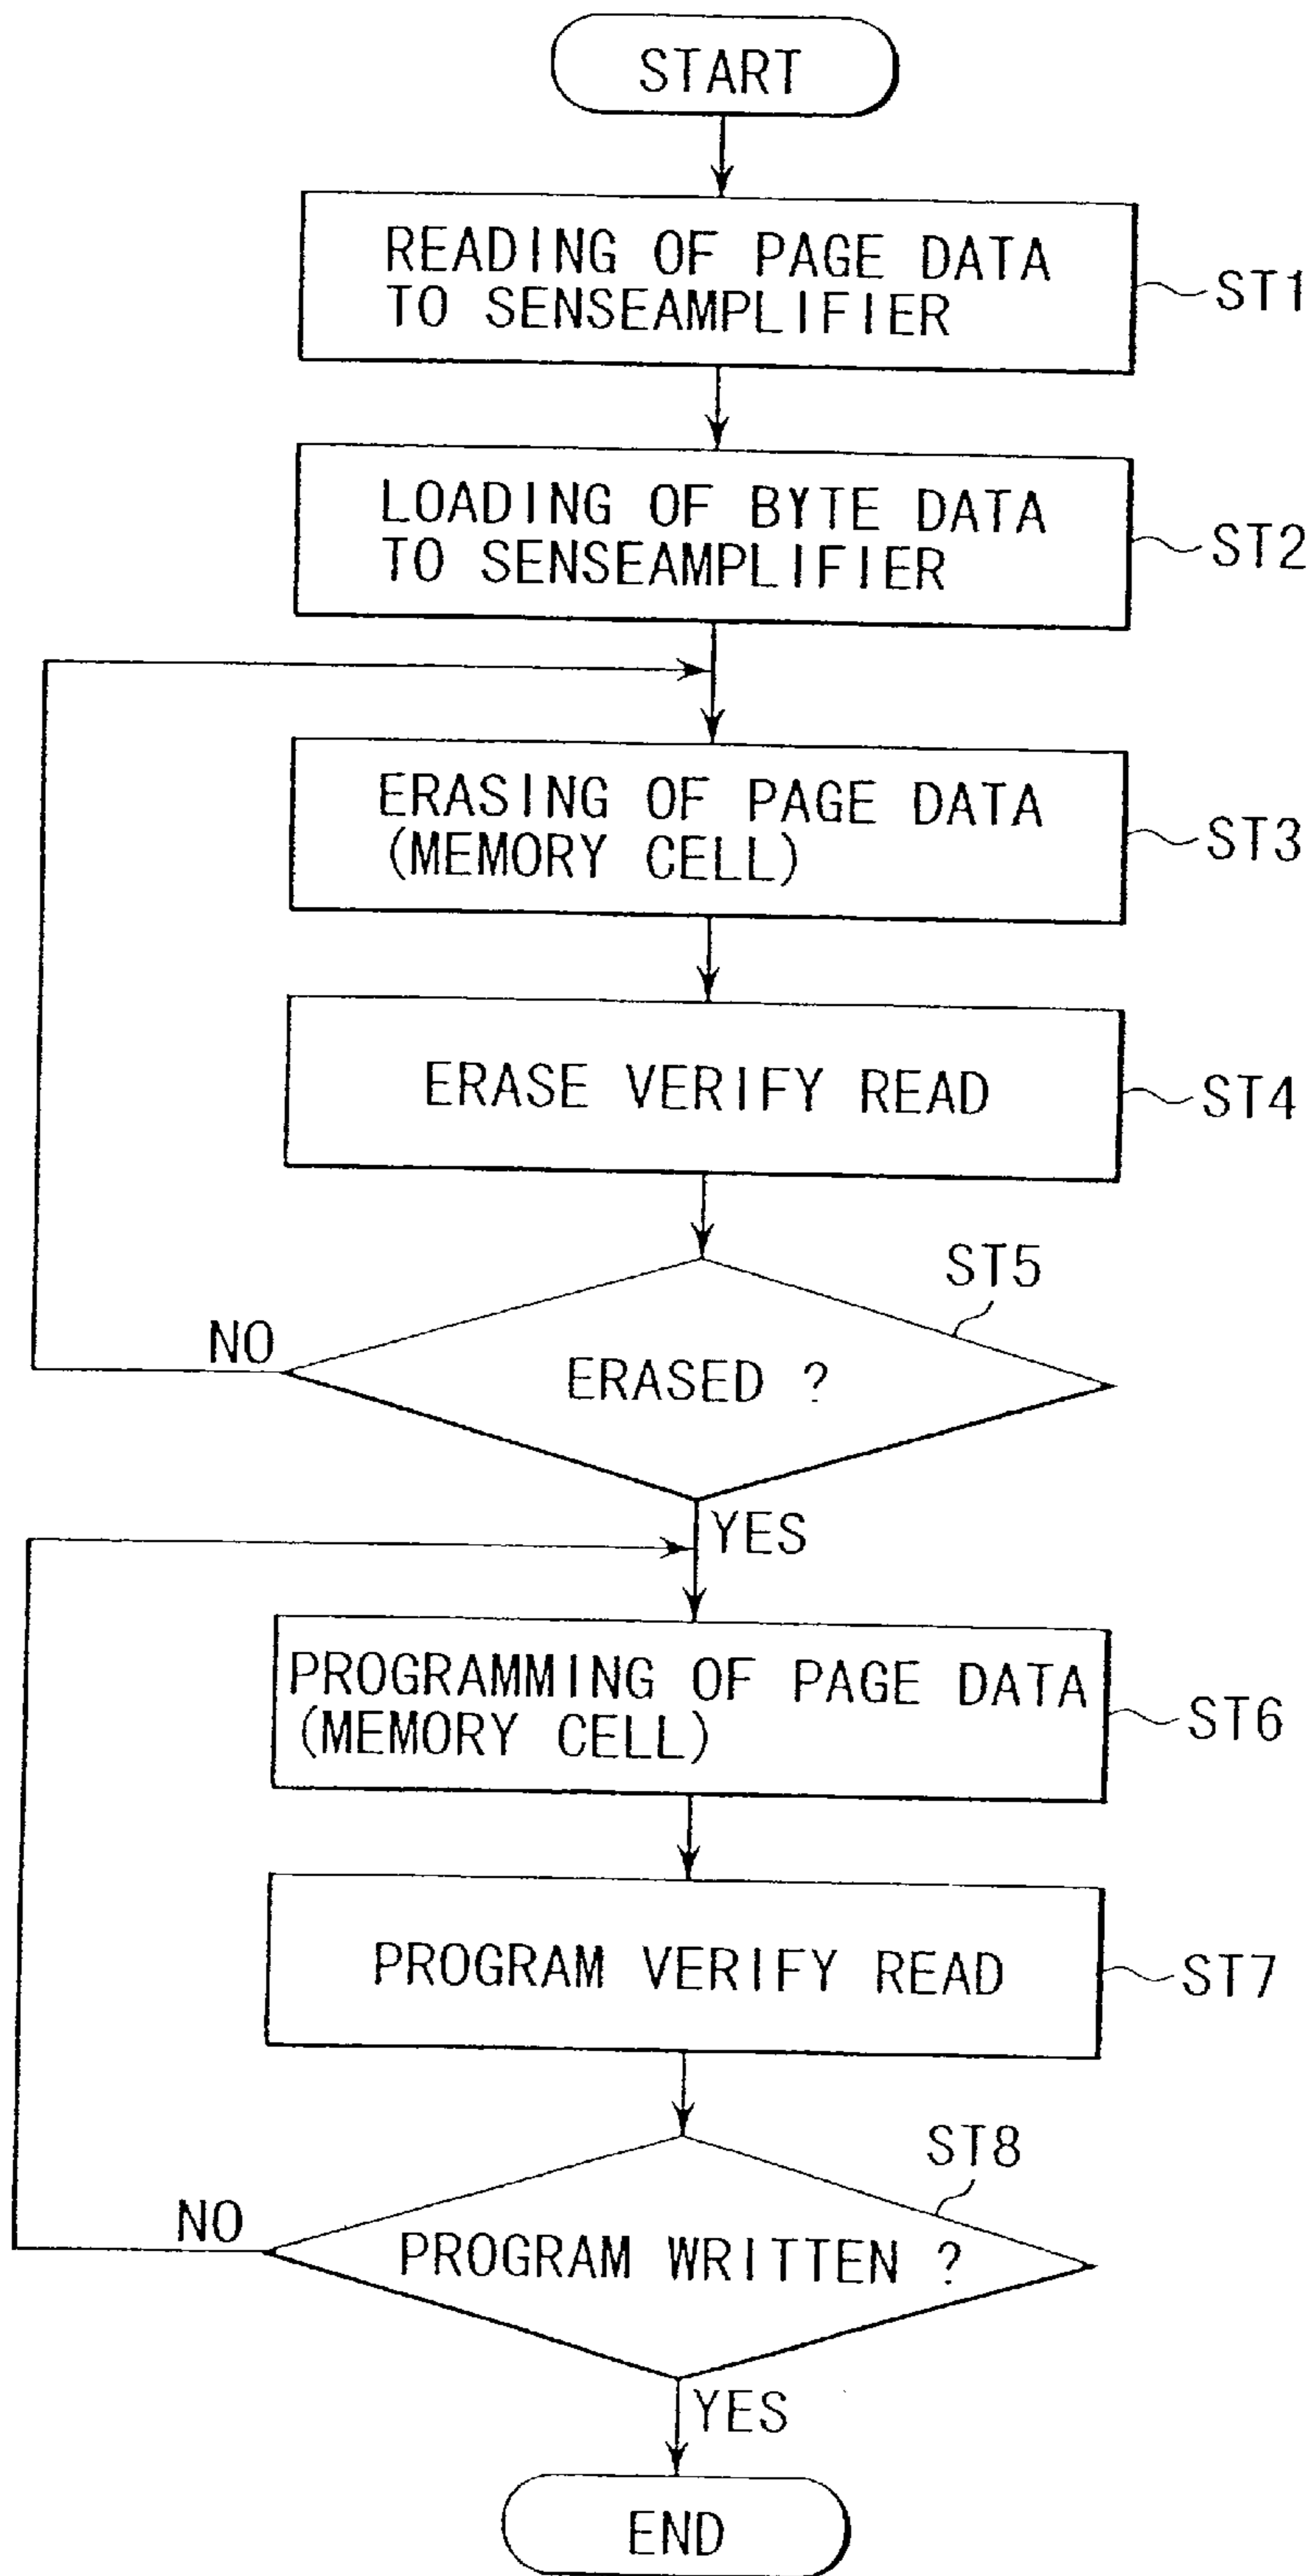 START
READING OF PAGE DATA
TO SENSEAMPLIFIER
ST1
LOADING OF BYTE DATA
TO SENSEAMPLIFIER
ST2
ERASING OF PAGE DATA
(MEMORY CELL)
ST3
ERASE VERIFY READ
ST4
ST5
NO
ERASED ?
YES
PROGRAMMING OF PAGE DATA
(MEMORY CELL)
ST6
PROGRAM VERIFY READ
ST7
ST8
NO
PROGRAM WRITTEN ?
YES
END